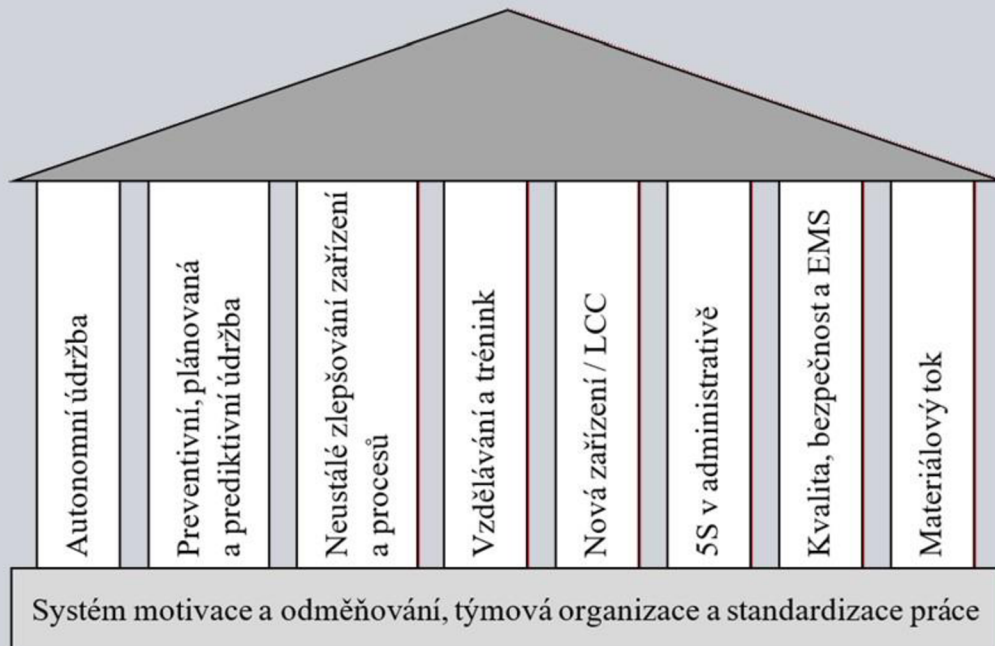 Autonomní údržba
Preventivní, plánovaná
a prediktivní údržba
Neustálé zlepšování zařízení
a procesů
Vzdělávání a trénink
Nová zařízení / LCC
5S v administrativě
Kvalita, bezpečnost a EMS
Materiálový tok
Systém motivace a odměňování, týmová organizace a standardizace práce